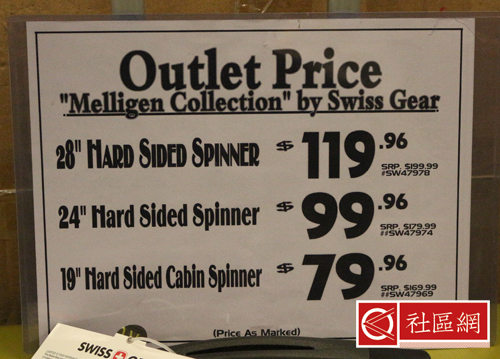 Outlet Price
"Melligen Collection" by Swiss Gear
28" HARD SIDED SPINNER $119.96
SRP. $199.99
#SW47978
24" Hard Sided Spinner $99.96
SRP. $179.99
##SW47974
19" Hard Sided Cabin Spinner $79.96
SRP. $169.99
#SW47969
(Price As Marked)
社區網
SWISS